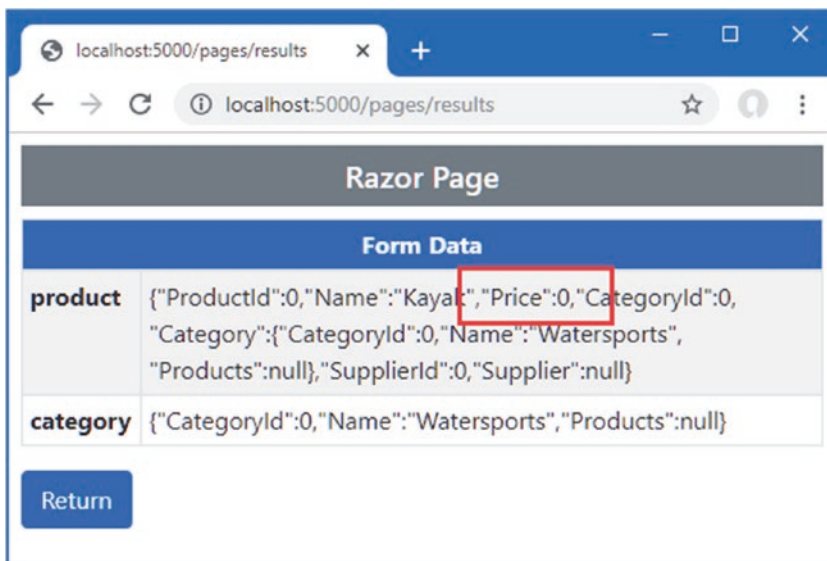 localhost:5000/pages/results
localhost:5000/pages/results
Razor Page
Form Data
product {"ProductId":0,"Name":"Kayak","Price":0,"CategoryId":0,
"Category":{"CategoryId":0,"Name":"Watersports",
"Products":null},"SupplierId":0,"Supplier":null}
category {"CategoryId":0,"Name":"Watersports","Products":null}
Return